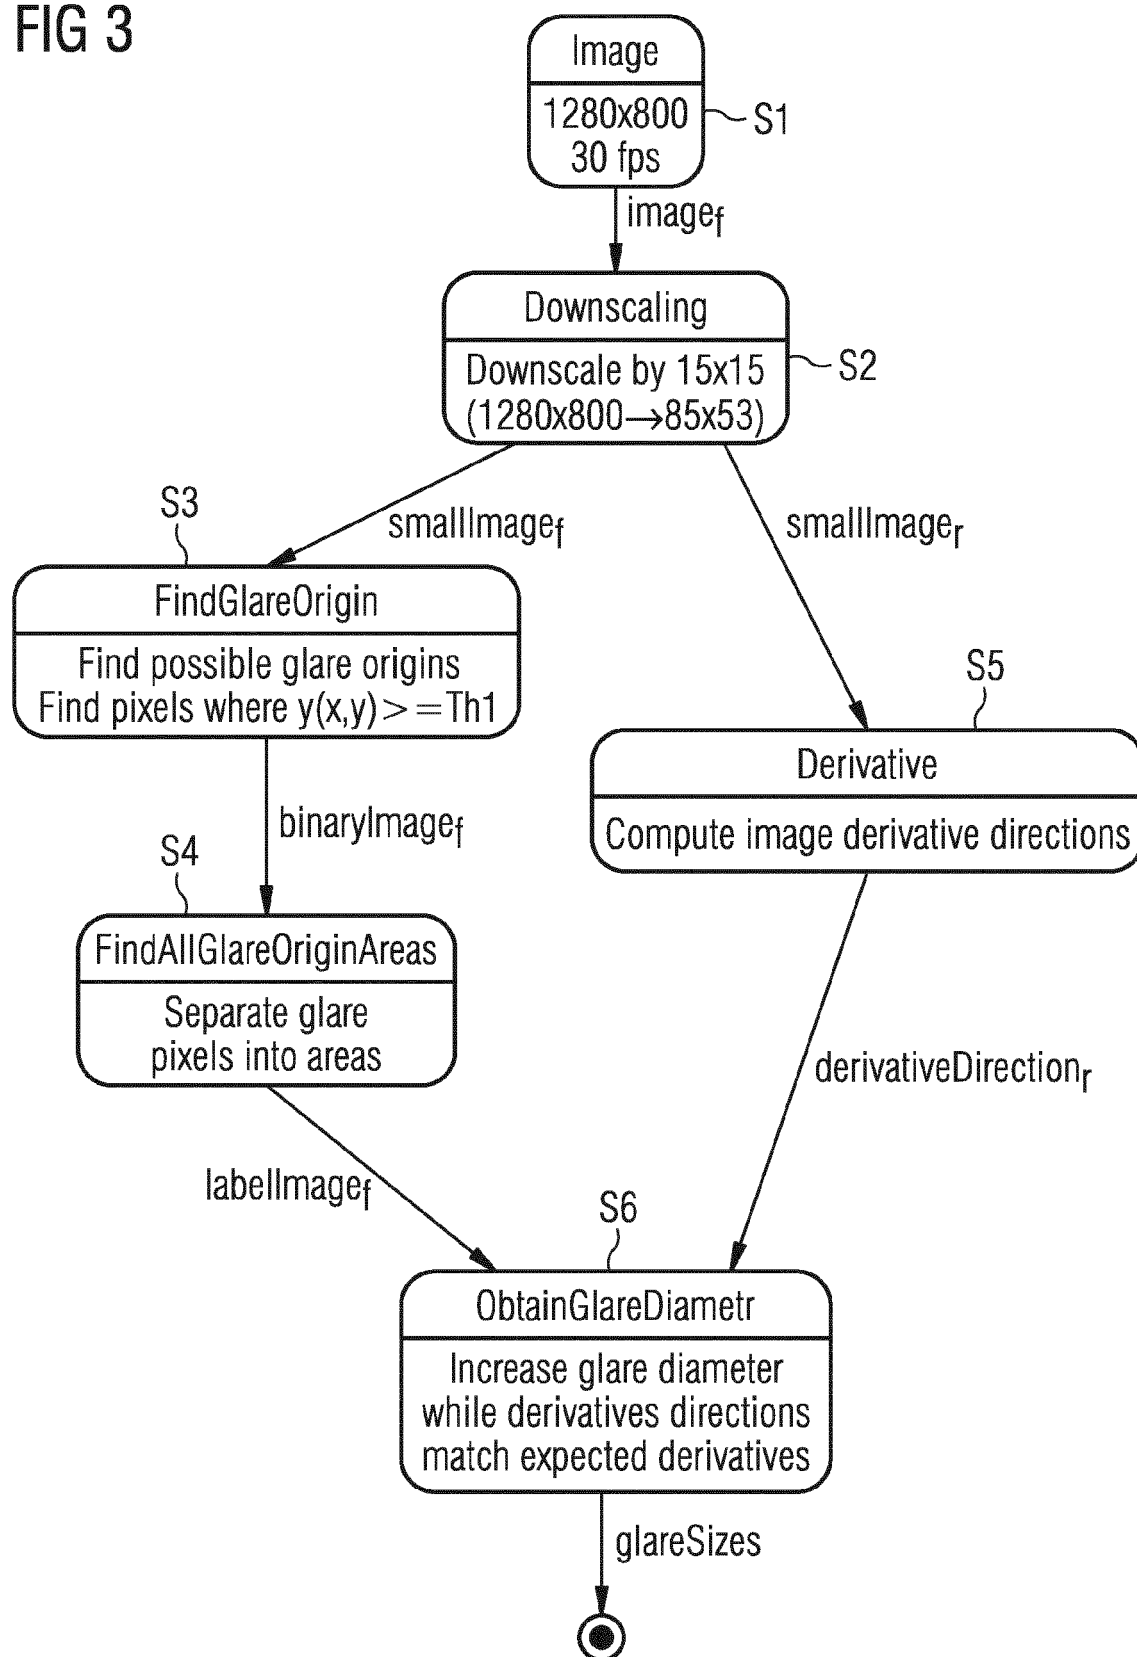 FIG 3
Image
1280x800
30 fps
S1
imagef
Downscaling
Downscale by 15x15
(1280x800→85x53)
S2
smallImagef
smallImager
S3
FindGlareOrigin
Find possible glare origins
Find pixels where y(x,y) > =Th1
S5
Derivative
Compute image derivative directions
binaryImagef
S4
FindAllGlareOriginAreas
Separate glare
pixels into areas
derivativeDirectionr
labelImagef
S6
ObtainGlareDiametr
Increase glare diameter
while derivatives directions
match expected derivatives
glareSizes